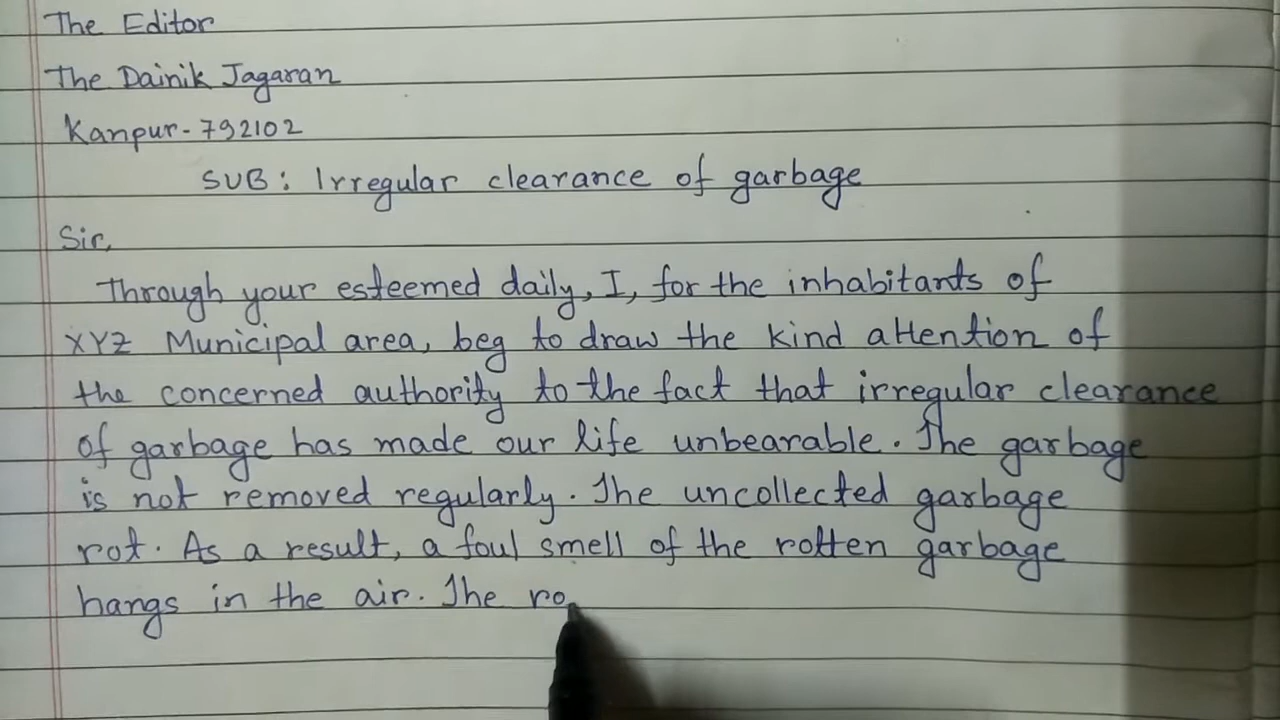 The Editor
The Dainik Jagaran
Kanpur-792102
SUB: Irregular clearance of garbage
Sir,
Through your esteemed daily, I, for the inhabitants of
XYZ Municipal area, beg to draw the kind attention of
the concerned authority to the fact that irregular clearance
of garbage has made our life unbearable. The garbage
is not removed regularly. The uncollected garbage
rot. As a result, a foul smell of the rotten garbage
hangs in the air. The ro